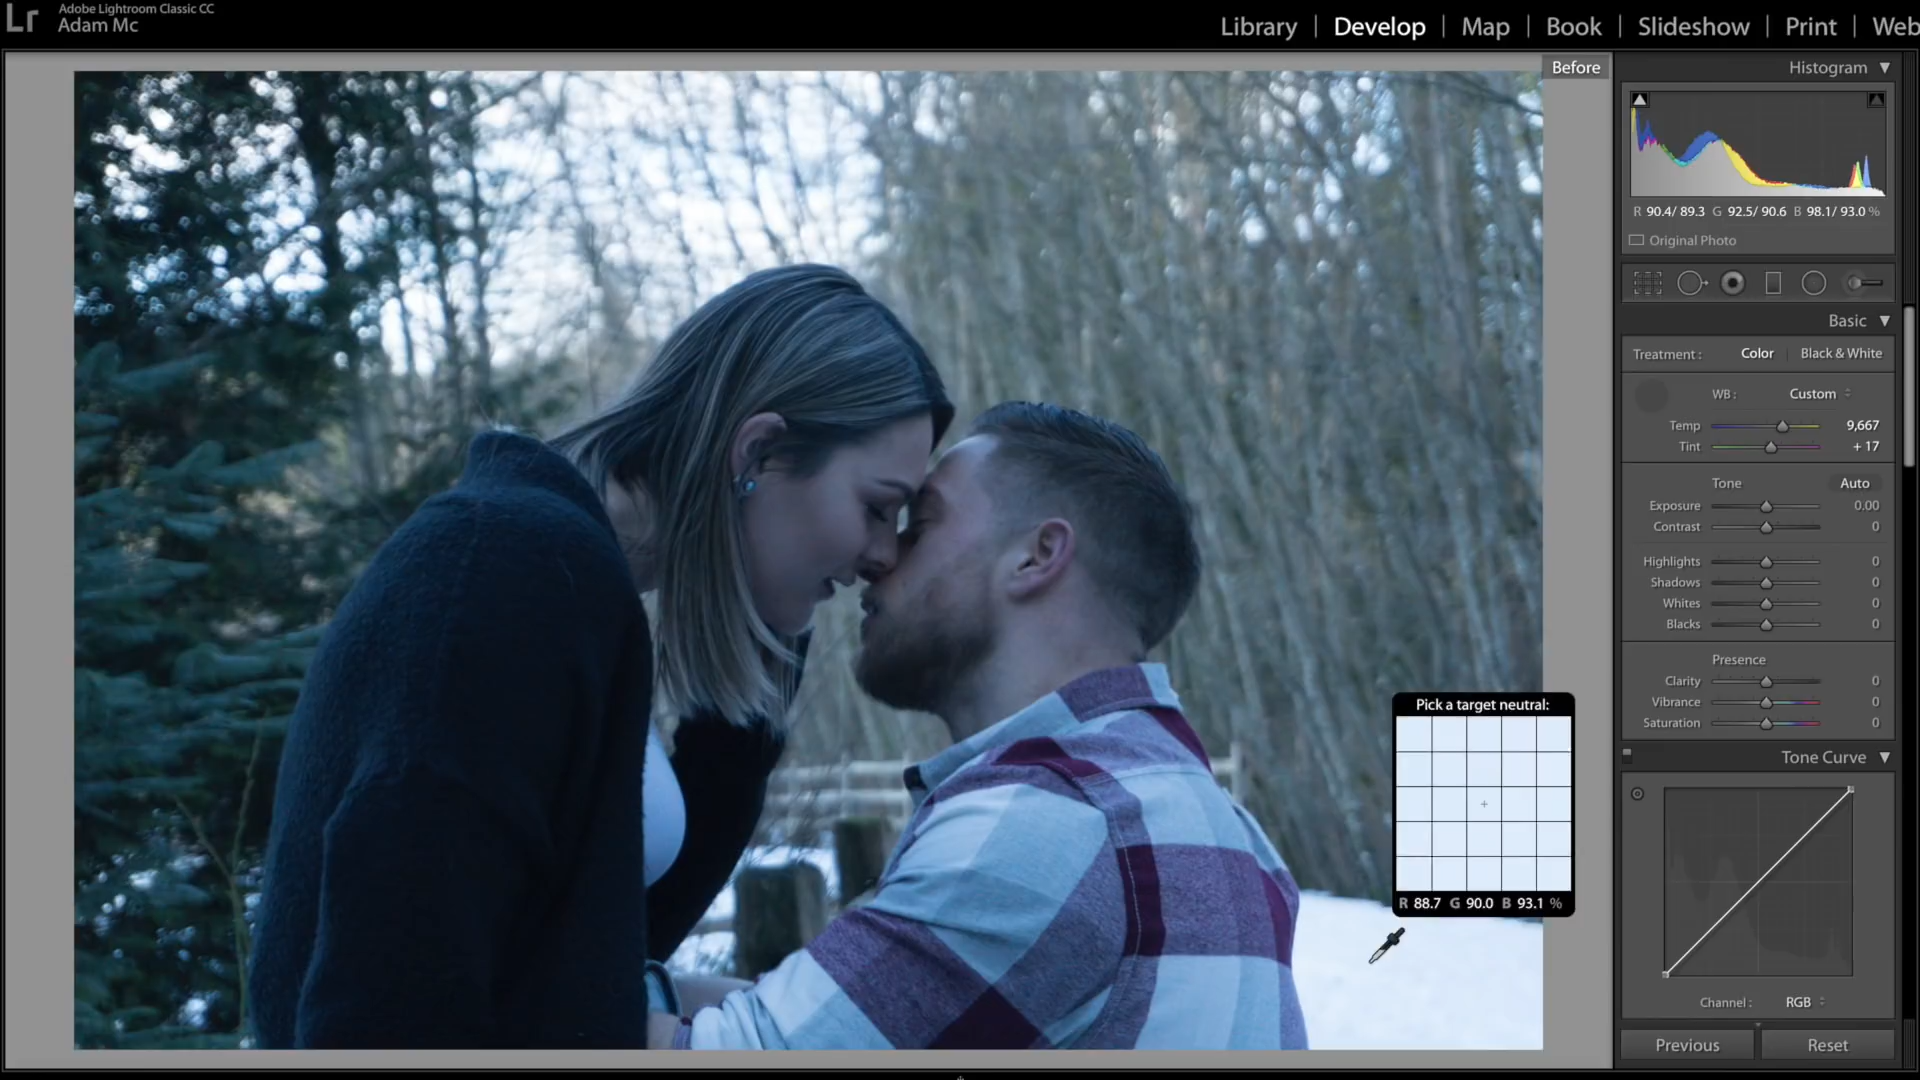 Lr
Adobe Lightroom Classic CC
Adam Mc
Library | Develop | Map | Book | Slideshow | Print | Web
Before
Histogram
R 90.4/ 89.3 G 92.5/ 90.6 B 98.1/ 93.0 %
Original Photo
Basic
Treatment : Color Black & White
WB : Custom
Temp 9,667
Tint + 17
Tone Auto
Exposure 0.00
Contrast 0
Highlights 0
Shadows 0
Whites 0
Blacks 0
Presence
Clarity 0
Vibrance 0
Saturation 0
Pick a target neutral:
R 88.7 G 90.0 B 93.1 %
Tone Curve
Channel : RGB
Previous Reset